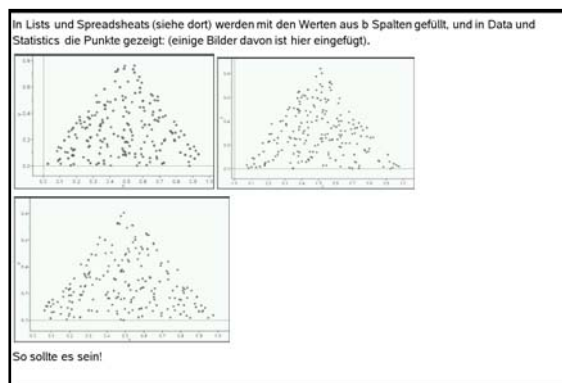 In Lists und Spreadsheats (siehe dort) werden mit den Werten aus b Spalten gefüllt, und in Data und
Statistics die Punkte gezeigt: (einige Bilder davon ist hier eingefügt).
So sollte es sein!